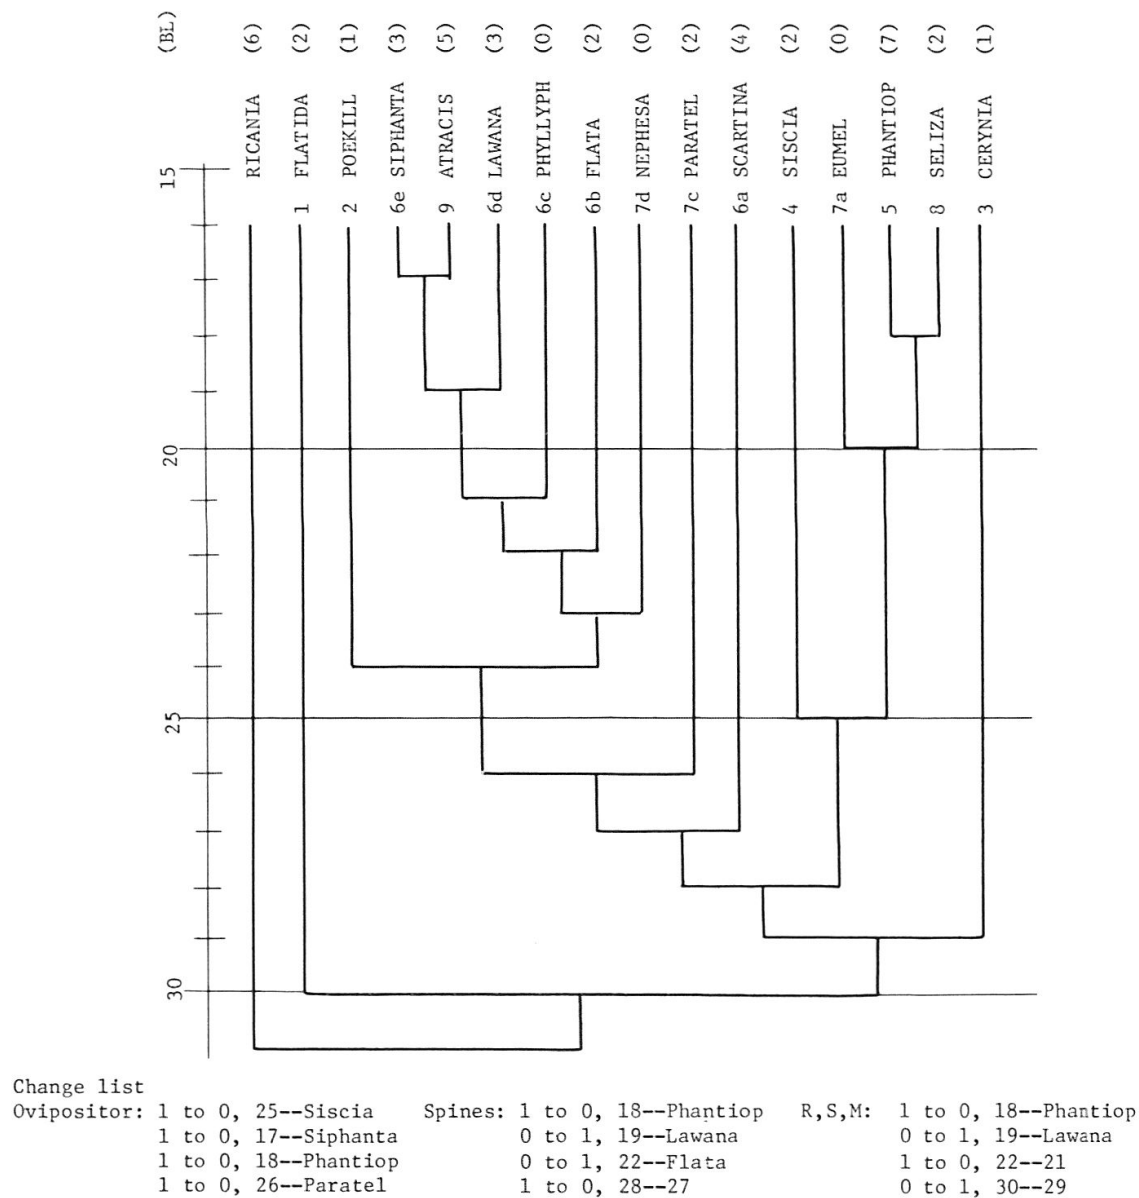 (BL) (6) (2) (1) (3) (5) (3) (0) (2) (0) (2) (4) (2) (0) (7) (2) (1)
RICANIA
1 FLATIDA
2 POEKILL
6e SIPHANTA
9 ATRACIS
6d LAWANA
6c PHYLLYPH
6b FLATA
7d NEPHESA
7c PARATEL
6a SCARTINA
4 SISCIA
7a EUMEL
5 PHANTIOP
8 SELIZA
3 CERYNIA
15
20
25
30
Change list
Ovipositor: 1 to 0, 25--Siscia Spines: 1 to 0, 18--Phantiop R,S,M: 1 to 0, 18--Phantiop
1 to 0, 17--Siphanta 0 to 1, 19--Lawana 0 to 1, 19--Lawana
1 to 0, 18--Phantiop 0 to 1, 22--Flata 1 to 0, 22--21
1 to 0, 26--Paratel 1 to 0, 28--27 0 to 1, 30--29